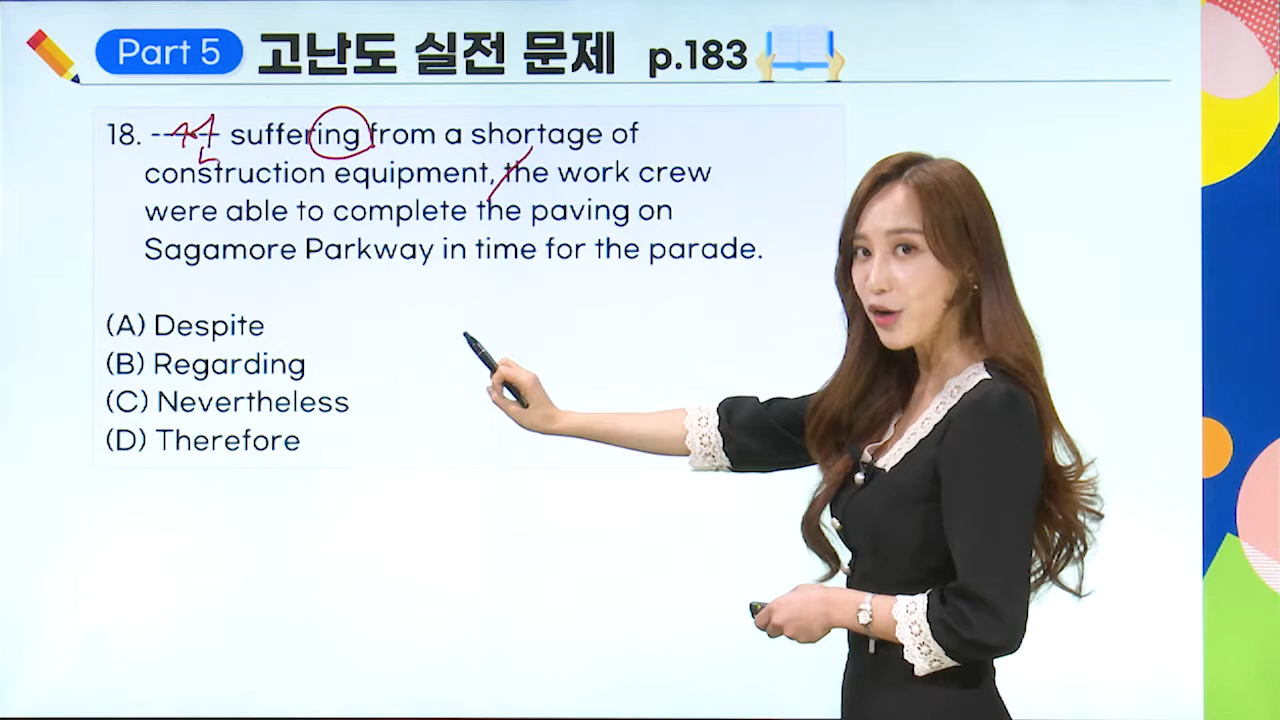 Part 5 고난도 실전 문제 p.183
18. ------ suffering from a shortage of
construction equipment, the work crew
were able to complete the paving on
Sagamore Parkway in time for the parade.
(A) Despite
(B) Regarding
(C) Nevertheless
(D) Therefore